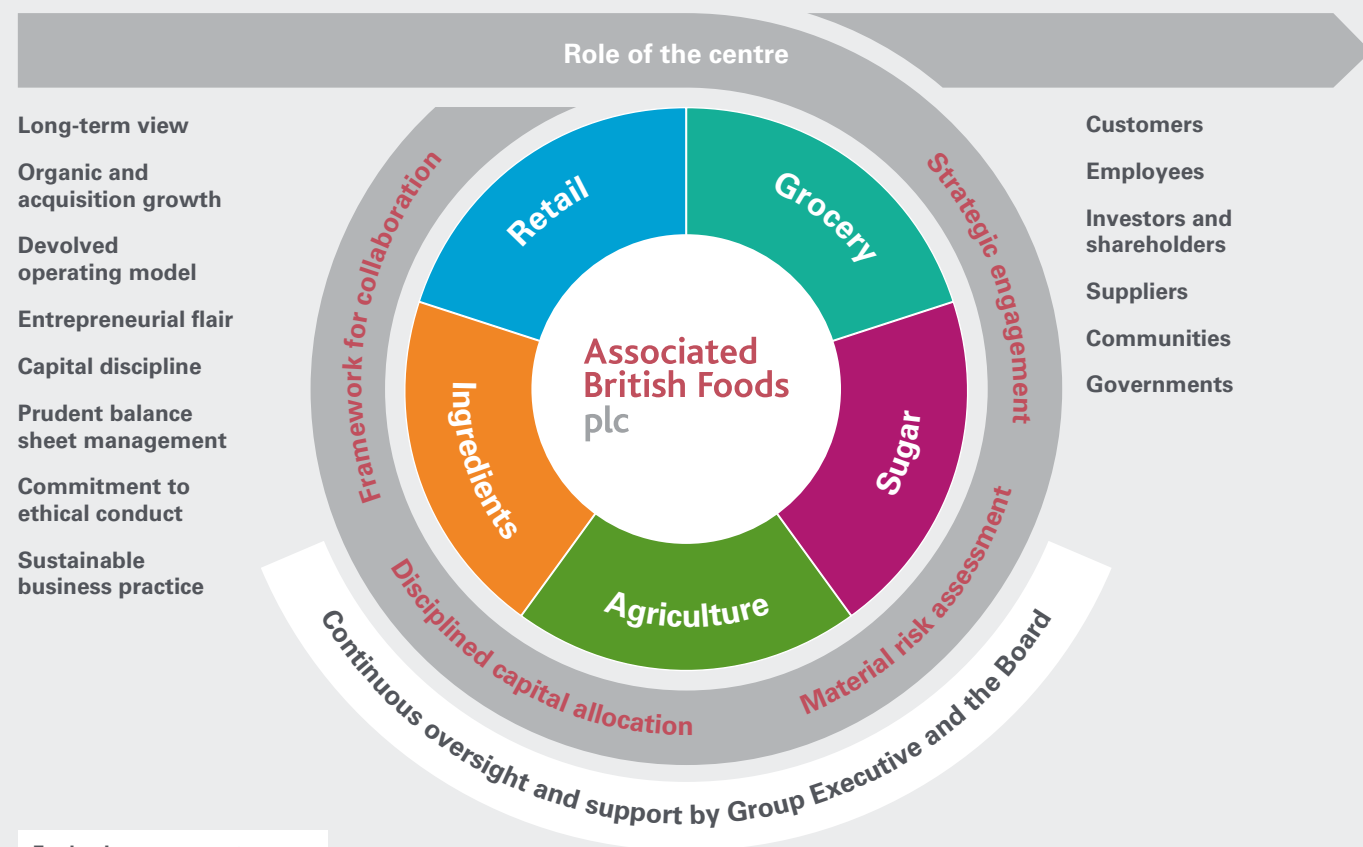 Role of the centre
Long-term view
Organic and
acquisition growth
Devolved
operating model
Entrepreneurial flair
Capital discipline
Prudent balance
sheet management
Commitment to
ethical conduct
Sustainable
business practice
Framework for collaboration
Strategic engagement
Material risk assessment
Disciplined capital allocation
Retail
Grocery
Sugar
Agriculture
Ingredients
Associated
British Foods
plc
Continuous oversight and support by Group Executive and the Board
Customers
Employees
Investors and
shareholders
Suppliers
Communities
Governments